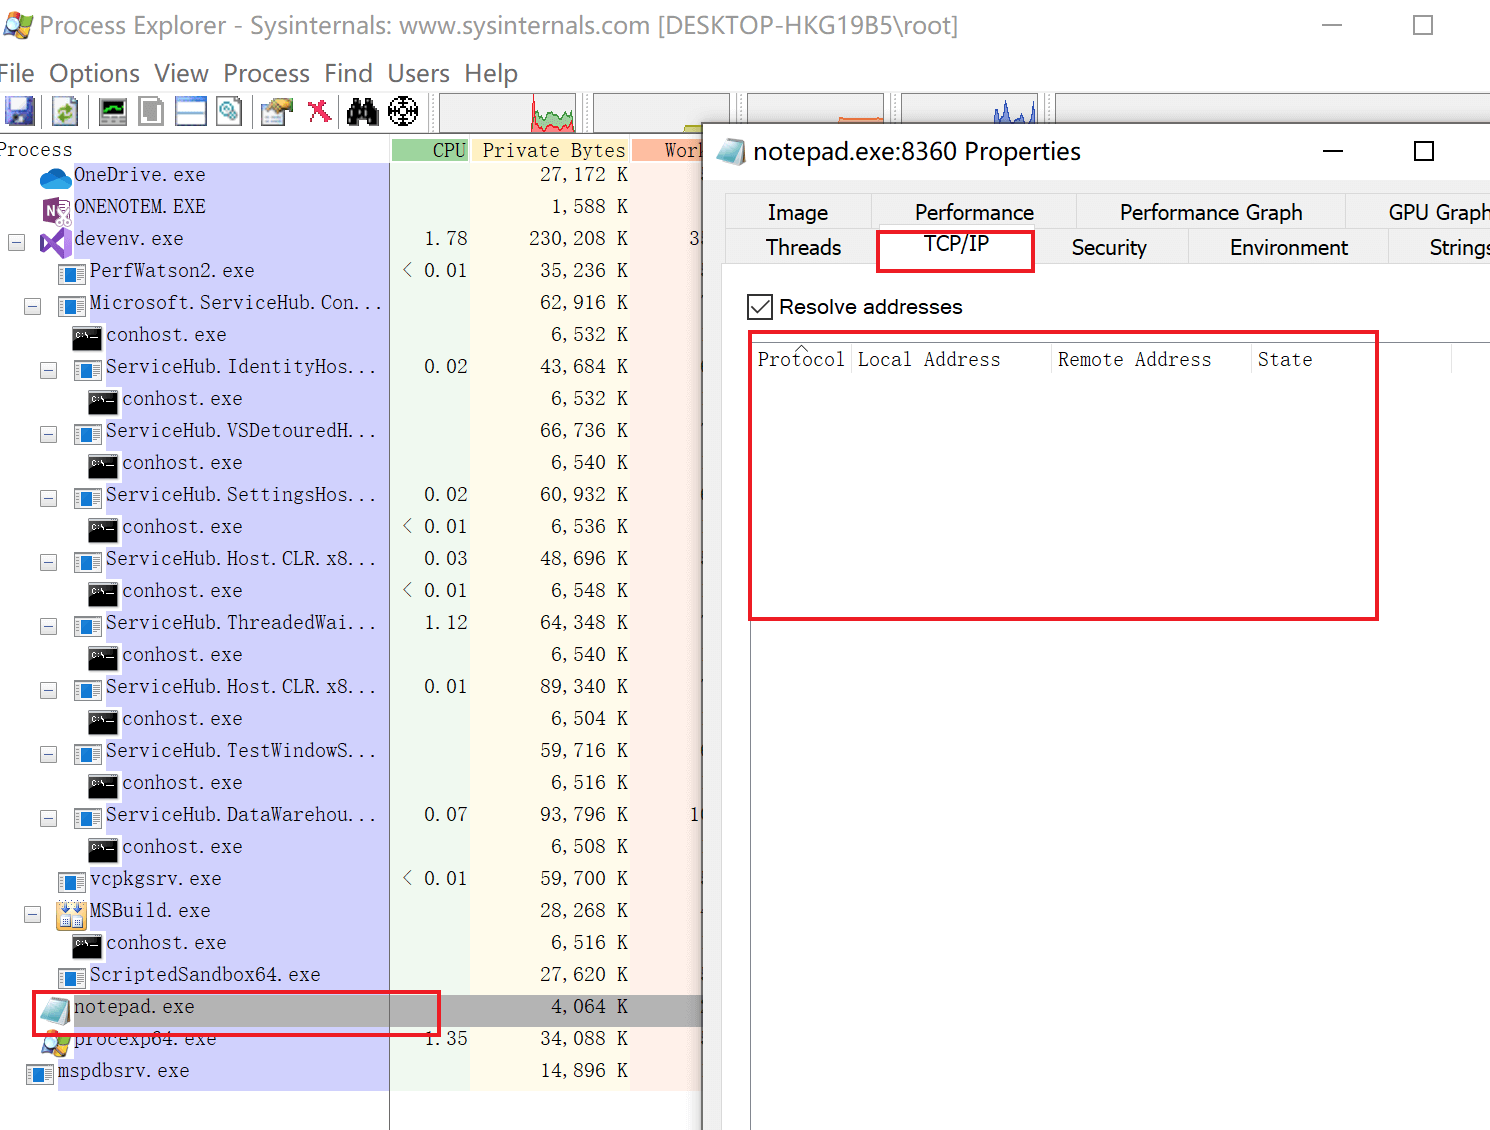 Process Explorer - Sysinternals: www.sysinternals.com [DESKTOP-HKG19B5\root]
File Options View Process Find Users Help
Process CPU Private Bytes
OneDrive.exe 27,172 K
ONENOTEM.EXE 1,588 K
devenv.exe 1.78 230,208 K
PerfWatson2.exe < 0.01 35,236 K
Microsoft.ServiceHub.Con... 62,916 K
conhost.exe 6,532 K
ServiceHub.IdentityHos... 0.02 43,684 K
conhost.exe 6,532 K
ServiceHub.VSDetouredH... 66,736 K
conhost.exe 6,540 K
ServiceHub.SettingsHos... 0.02 60,932 K
conhost.exe < 0.01 6,536 K
ServiceHub.Host.CLR.x8... 0.03 48,696 K
conhost.exe < 0.01 6,548 K
ServiceHub.ThreadedWai... 1.12 64,348 K
conhost.exe 6,540 K
ServiceHub.Host.CLR.x8... 0.01 89,340 K
conhost.exe 6,504 K
ServiceHub.TestWindowS... 59,716 K
conhost.exe 6,516 K
ServiceHub.DataWarehou... 0.07 93,796 K
conhost.exe 6,508 K
vcpkgsrv.exe < 0.01 59,700 K
MSBuild.exe 28,268 K
conhost.exe 6,516 K
ScriptedSandbox64.exe 27,620 K
notepad.exe 4,064 K
procexp64.exe 1.35 34,088 K
mspdbsrv.exe 14,896 K
notepad.exe:8360 Properties
Image Performance Performance Graph GPU Graph
Threads TCP/IP Security Environment Strings
Resolve addresses
Protocol Local Address Remote Address State